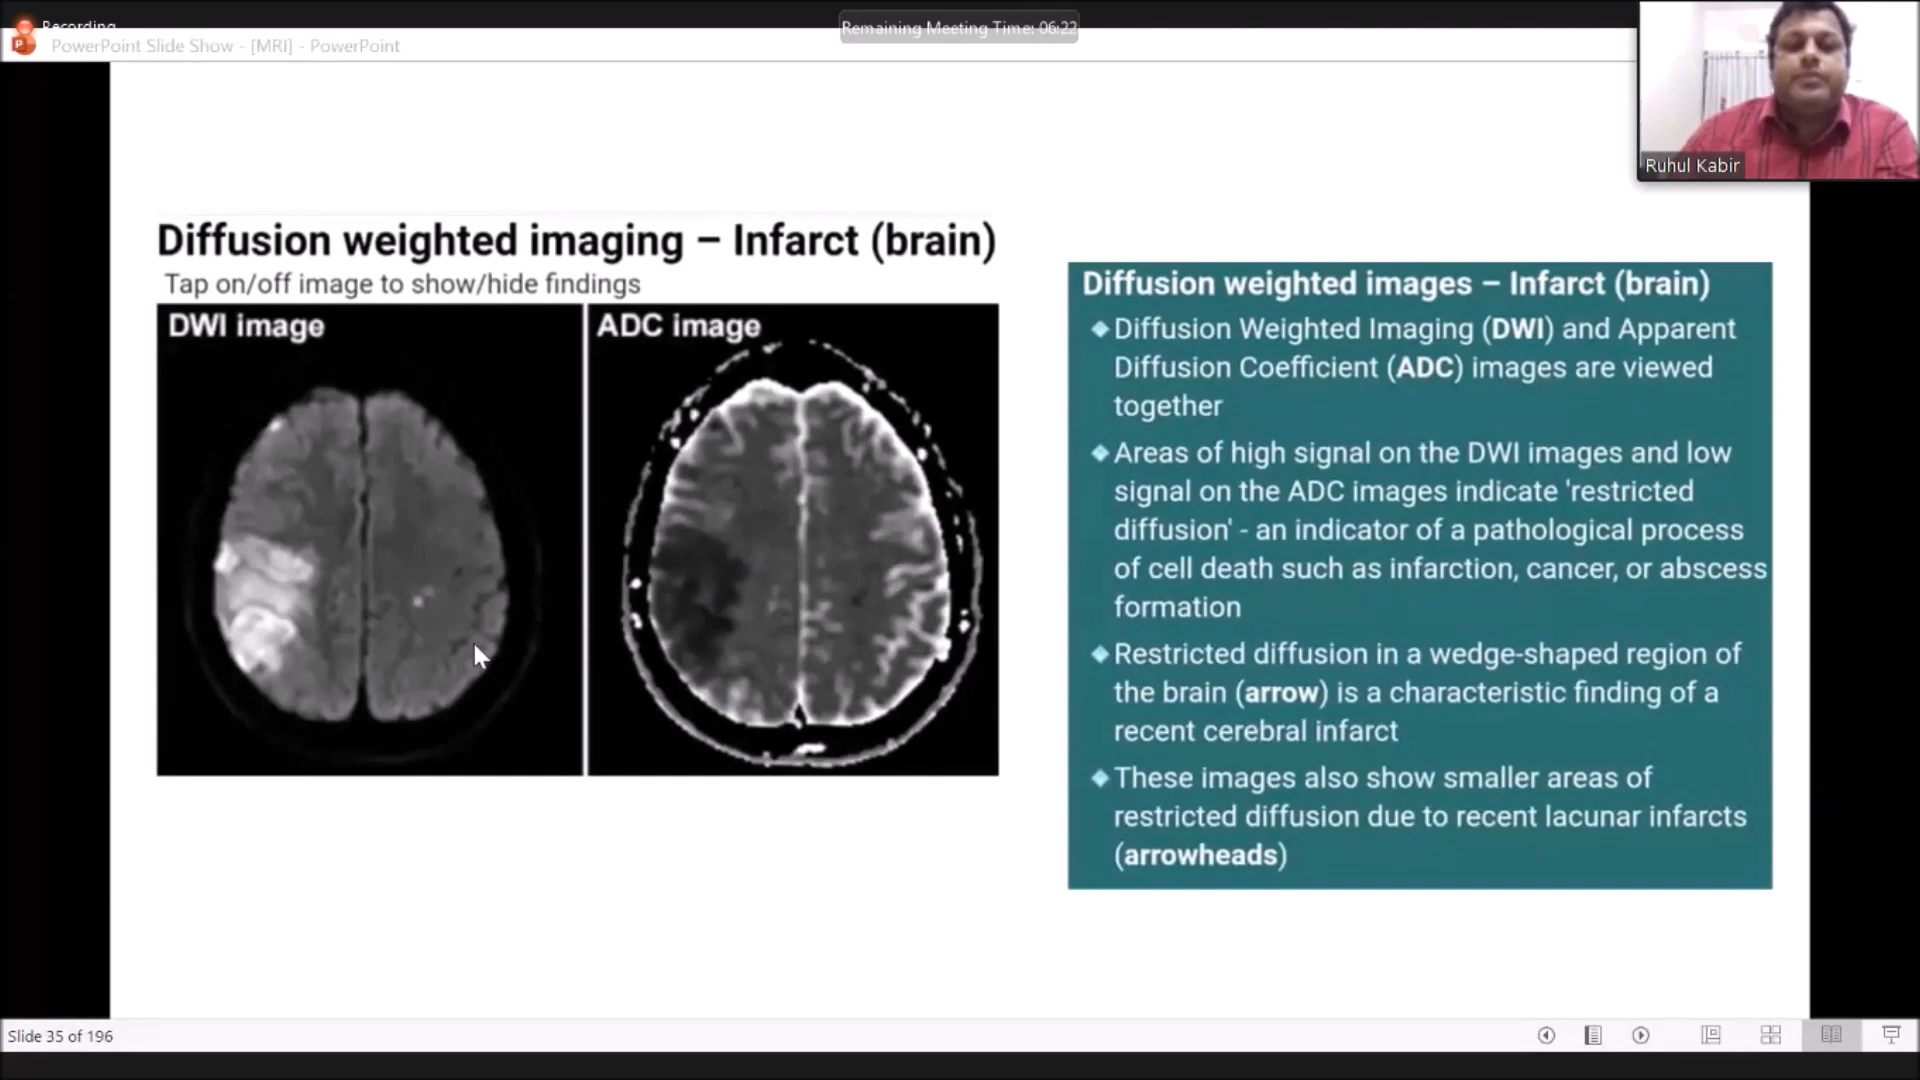 Recording
Remaining Meeting Time: 06:22
PowerPoint Slide Show - [MRI] - PowerPoint
Ruhul Kabir
Diffusion weighted imaging – Infarct (brain)
Tap on/off image to show/hide findings
DWI image
ADC image
Diffusion weighted images – Infarct (brain)
Diffusion Weighted Imaging (DWI) and Apparent
Diffusion Coefficient (ADC) images are viewed
together
Areas of high signal on the DWI images and low
signal on the ADC images indicate 'restricted
diffusion' - an indicator of a pathological process
of cell death such as infarction, cancer, or abscess
formation
Restricted diffusion in a wedge-shaped region of
the brain (arrow) is a characteristic finding of a
recent cerebral infarct
These images also show smaller areas of
restricted diffusion due to recent lacunar infarcts
(arrowheads)
Slide 35 of 196